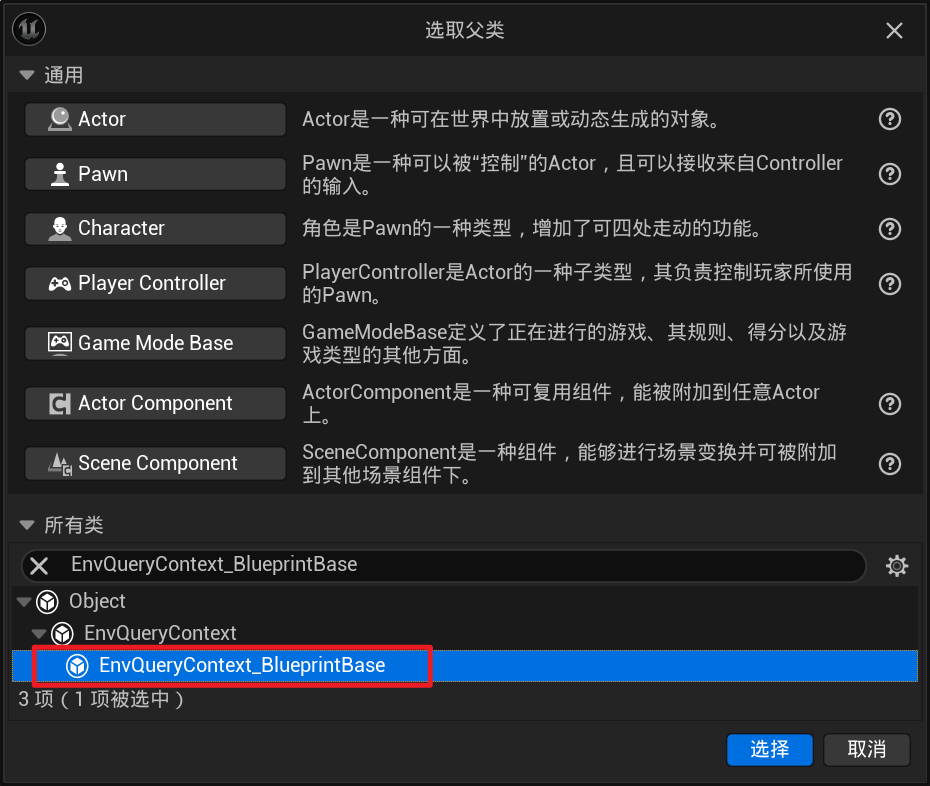 选取父类
通用
Actor
Actor是一种可在世界中放置或动态生成的对象。
Pawn
Pawn是一种可以被“控制”的Actor，且可以接收来自Controller
的输入。
Character
角色是Pawn的一种类型，增加了可四处走动的功能。
Player Controller
PlayerController是Actor的一种子类型，其负责控制玩家所使用
的Pawn。
Game Mode Base
GameModeBase定义了正在进行的游戏、其规则、得分以及游
戏类型的其他方面。
Actor Component
ActorComponent是一种可复用组件，能被附加到任意Actor
上。
Scene Component
SceneComponent是一种组件，能够进行场景变换并可被附加
到其他场景组件下。
所有类
EnvQueryContext_BlueprintBase
Object
EnvQueryContext
EnvQueryContext_BlueprintBase
3 项（1 项被选中）
选择
取消